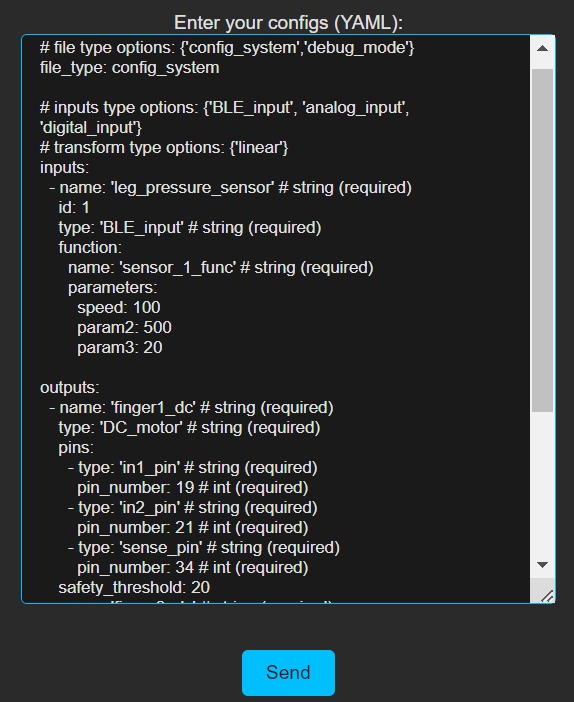 Enter your configs (YAML):
# file type options: {'config_system','debug_mode'}
file_type: config_system
# inputs type options: {'BLE_input', 'analog_input',
'digital_input'}
# transform type options: {'linear'}
inputs:
- name: 'leg_pressure_sensor' # string (required)
id: 1
type: 'BLE_input' # string (required)
function:
name: 'sensor_1_func' # string (required)
parameters:
speed: 100
param2: 500
param3: 20
outputs:
- name: 'finger1_dc' # string (required)
type: 'DC_motor' # string (required)
pins:
- type: 'in1_pin' # string (required)
pin_number: 19 # int (required)
- type: 'in2_pin' # string (required)
pin_number: 21 # int (required)
- type: 'sense_pin' # string (required)
pin_number: 34 # int (required)
safety_threshold: 20
Send